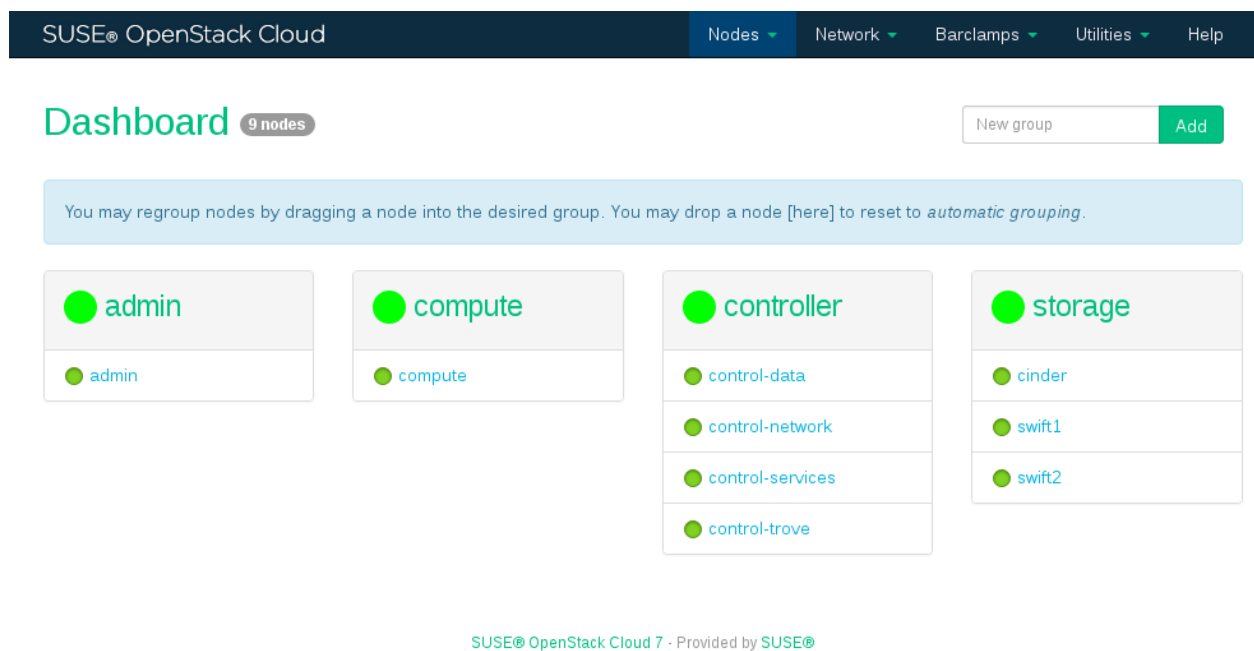 SUSE® OpenStack Cloud
Nodes
Network
Barclamps
Utilities
Help
Dashboard
9 nodes
New group
Add
You may regroup nodes by dragging a node into the desired group. You may drop a node [here] to reset to automatic grouping.
admin
admin
compute
compute
controller
control-data
control-network
control-services
control-trove
storage
cinder
swift1
swift2
SUSE® OpenStack Cloud 7 - Provided by SUSE®